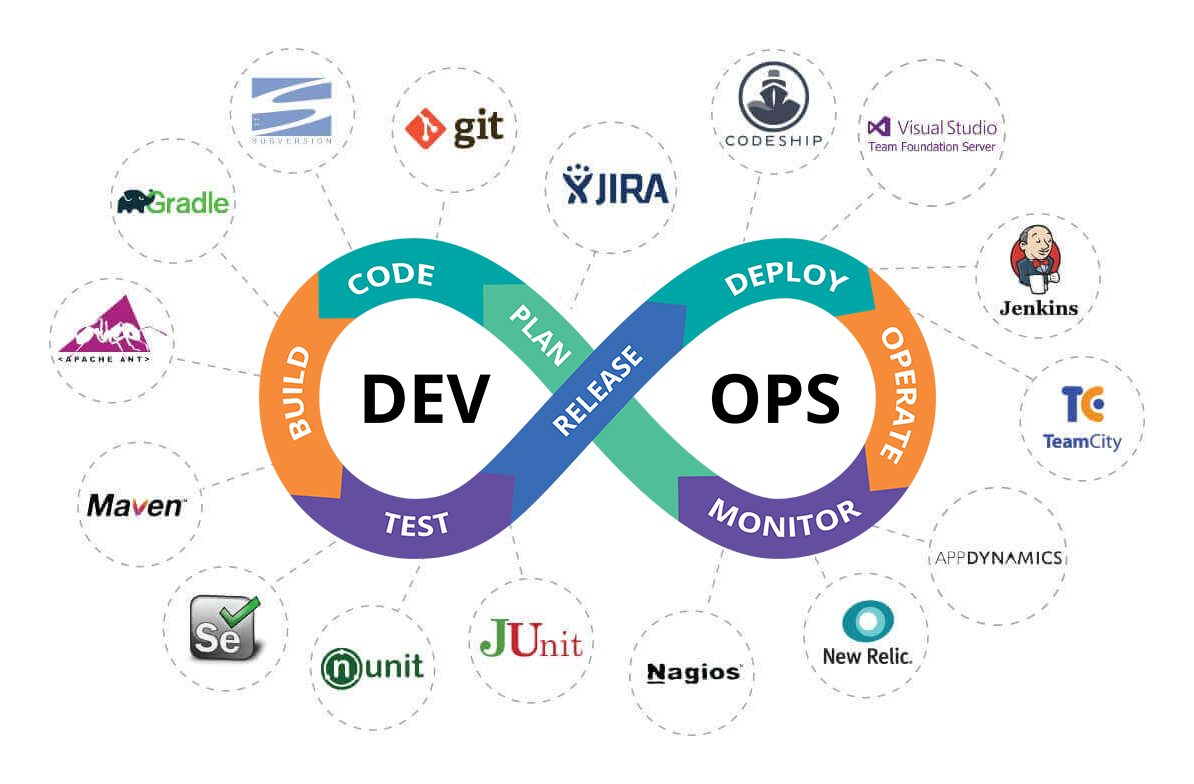 SUBVERSION
git
CODESHIP
Visual Studio
Team Foundation Server
Gradle
JIRA
Jenkins
CODE
DEPLOY
PLAN
RELEASE
BUILD
OPERATE
DEV
OPS
<APACHE ANT>
TeamCity
TEST
MONITOR
Maven™
APPDYNAMICS
Se
nunit
JUnit
Nagios®
New Relic.